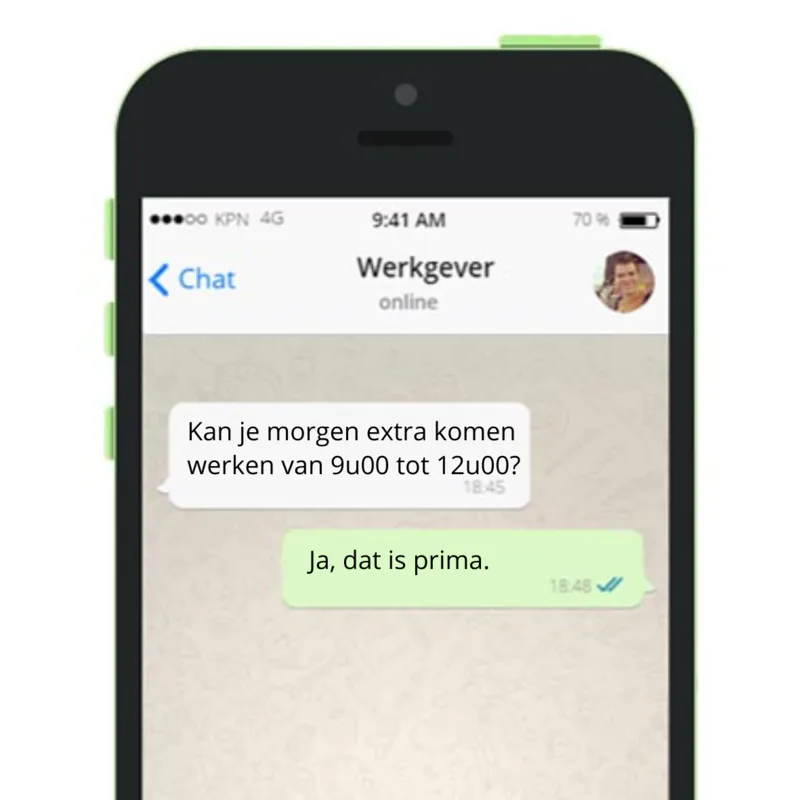 KPN 4G 9:41 AM 70 %
Chat
Werkgever
online
Kan je morgen extra komen
werken van 9u00 tot 12u00?
18:45
Ja, dat is prima.
18:48